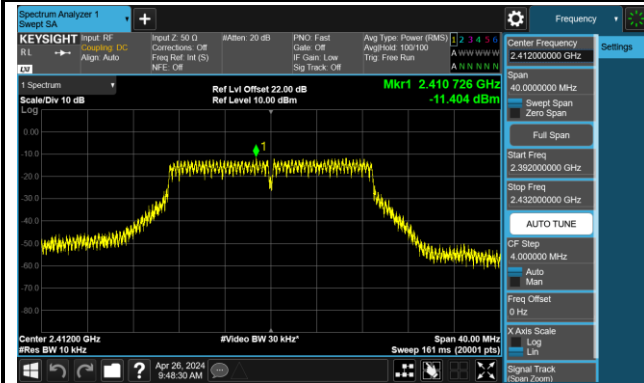 Spectrum Analyzer 1
Swept SA
+
Frequency
KEYSIGHT
RL
LXI
Input: RF
Coupling: DC
Align: Auto
Input Z: 50 Ω
Corrections: Off
Freq Ref: Int (S)
NFE: Off
#Atten: 20 dB
PNO: Fast
Gate: Off
IF Gain: Low
Sig Track: Off
Avg Type: Power (RMS)
Avg|Hold: 100/100
Trig: Free Run
1 2 3 4 5 6
A W W W W W
A N N N N N
1 Spectrum
Scale/Div 10 dB
Log
Ref Lvl Offset 22.00 dB
Ref Level 10.00 dBm
Mkr1 2.410 726 GHz
-11.404 dBm
1
0.00
-10.0
-20.0
-30.0
-40.0
-50.0
-60.0
-70.0
-80.0
Center 2.41200 GHz
#Res BW 10 kHz
#Video BW 30 kHz*
Span 40.00 MHz
Sweep 161 ms (20001 pts)
Apr 26, 2024
9:48:30 AM
?
Center Frequency
2.412000000 GHz
Settings
Span
40.0000000 MHz
Swept Span
Zero Span
Full Span
Start Freq
2.392000000 GHz
Stop Freq
2.432000000 GHz
AUTO TUNE
CF Step
4.000000 MHz
Auto
Man
Freq Offset
0 Hz
X Axis Scale
Log
Lin
Signal Track
(Span Zoom)